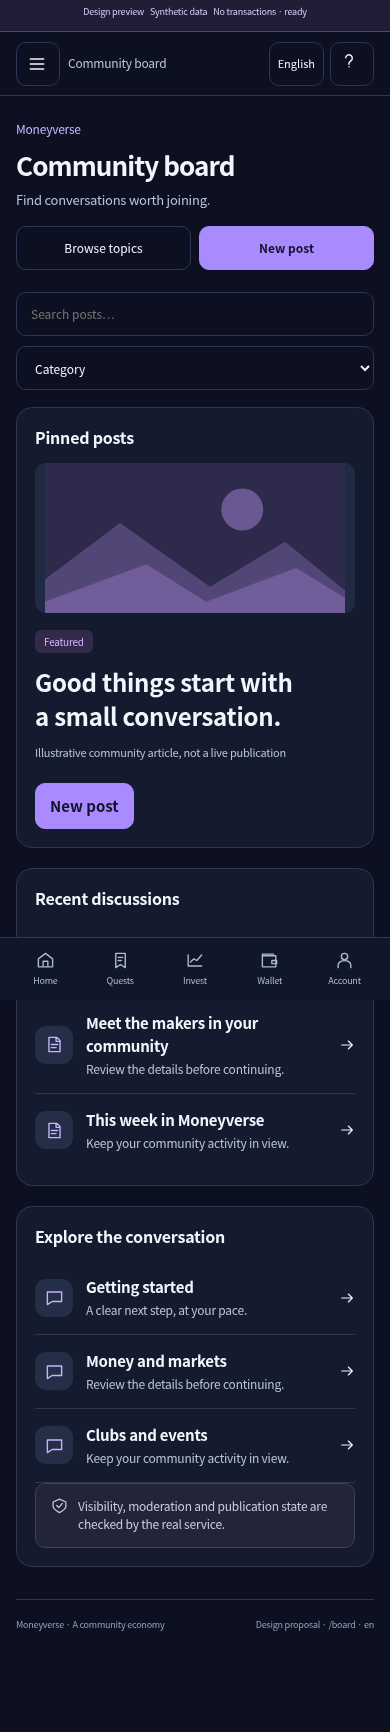 Design preview Synthetic data No transactions · ready
Community board
English
?
Moneyverse
Community board
Find conversations worth joining.
Browse topics
New post
Search posts…
Category
Pinned posts
Featured
Good things start with
a small conversation.
Illustrative community article, not a live publication
New post
Recent discussions
Home
Quests
Invest
Wallet
Account
Meet the makers in your
community
Review the details before continuing.
This week in Moneyverse
Keep your community activity in view.
Explore the conversation
Getting started
A clear next step, at your pace.
Money and markets
Review the details before continuing.
Clubs and events
Keep your community activity in view.
Visibility, moderation and publication state are
checked by the real service.
Moneyverse · A community economy
Design proposal · /board · en